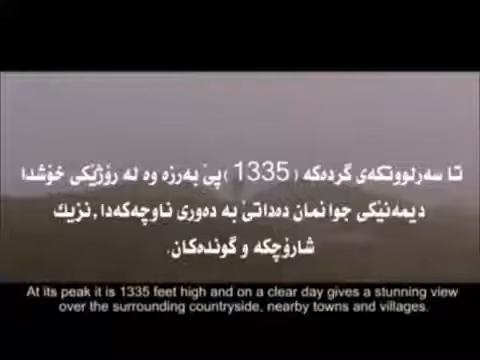 تا سەرلووتکەی گردەکە (1335) پێ بەرزە وە لە رۆژێکی خۆشدا
دیمەنێکی جوانمان دەداتێ بە دەوری ناوچەکەدا, نزیك
شارۆچکە و گوندەکان.
At its peak it is 1335 feet high and on a clear day gives a stunning view
over the surrounding countryside, nearby towns and villages.